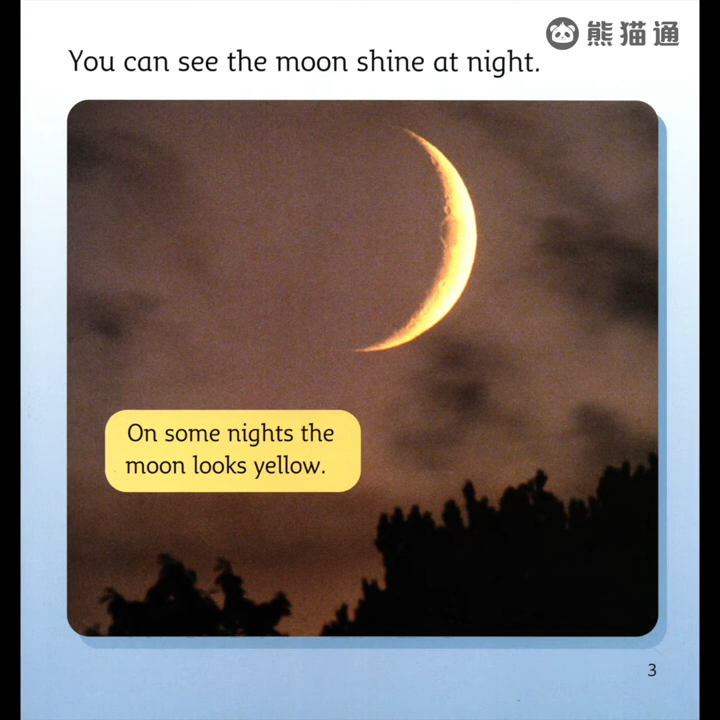 熊猫通
You can see the moon shine at night.
On some nights the
moon looks yellow.
3